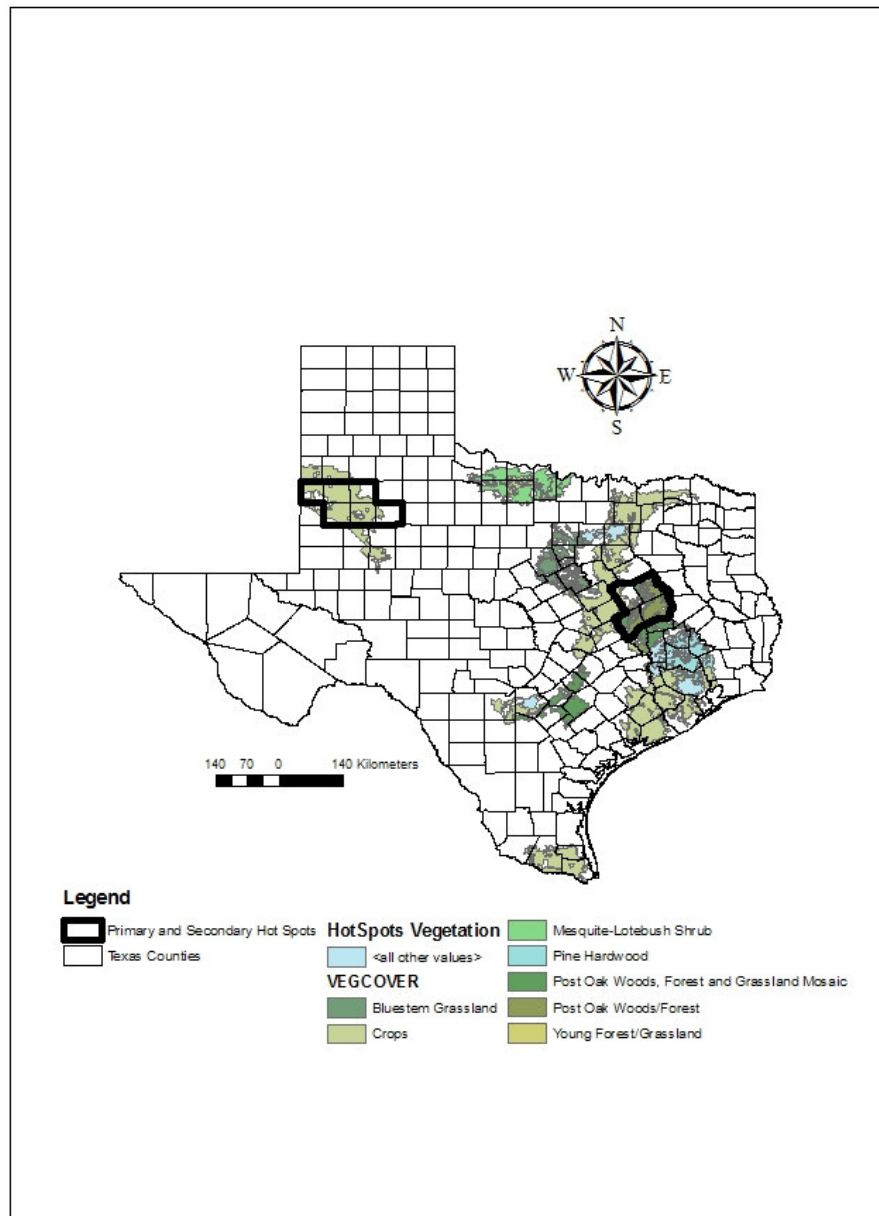 N
W E
S
140 70 0 140 Kilometers
Legend
Primary and Secondary Hot Spots
Texas Counties
HotSpots Vegetation
<all other values>
VEGCOVER
Bluestem Grassland
Crops
Mesquite-Lotebush Shrub
Pine Hardwood
Post Oak Woods, Forest and Grassland Mosaic
Post Oak Woods/Forest
Young Forest/Grassland